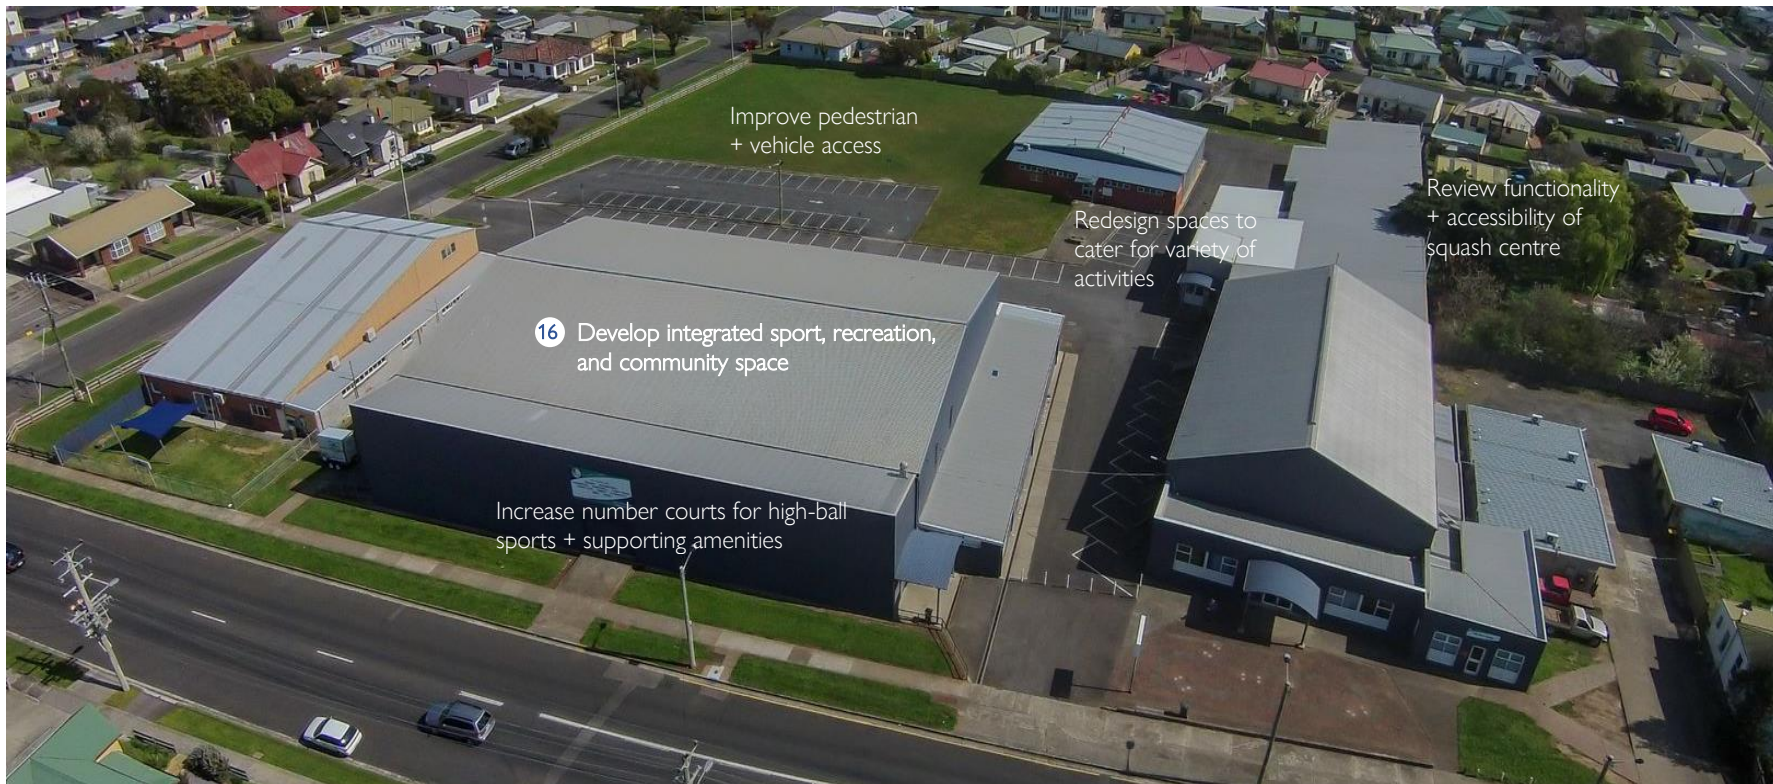 Improve pedestrian
+ vehicle access
Review functionality
+ accessibility of
squash centre
Redesign spaces to
cater for variety of
activities
16 Develop integrated sport, recreation,
and community space
Increase number courts for high-ball
sports + supporting amenities